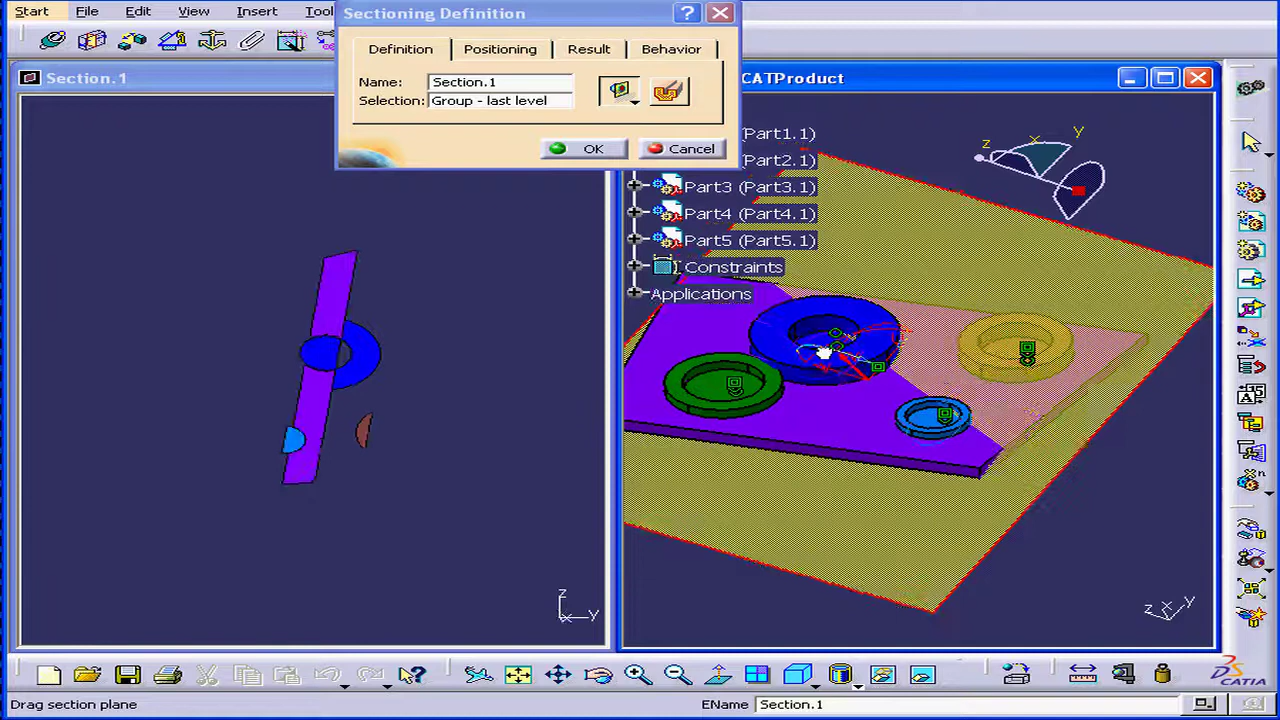 Start File Edit View Insert Tool
Sectioning Definition
Definition Positioning Result Behavior
Name: Section.1
Selection: Group - last level
OK Cancel
Section.1
CATProduct
(Part1.1)
(Part2.1)
Part3 (Part3.1)
Part4 (Part4.1)
Part5 (Part5.1)
Constraints
Applications
z x y
z
x y
z x y
DS
CATIA
Drag section plane
EName Section.1